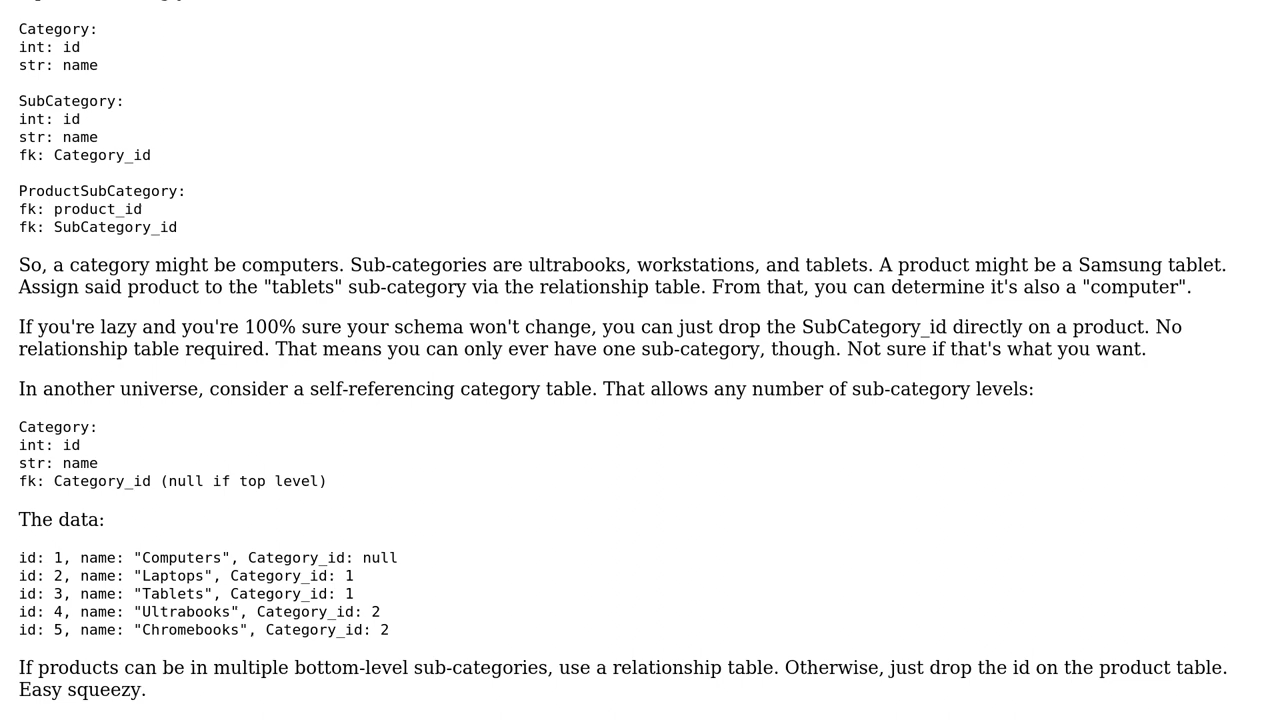 Category:
int: id
str: name
SubCategory:
int: id
str: name
fk: Category_id
ProductSubCategory:
fk: product_id
fk: SubCategory_id
So, a category might be computers. Sub-categories are ultrabooks, workstations, and tablets. A product might be a Samsung tablet.
Assign said product to the "tablets" sub-category via the relationship table. From that, you can determine it's also a "computer".
If you're lazy and you're 100% sure your schema won't change, you can just drop the SubCategory_id directly on a product. No
relationship table required. That means you can only ever have one sub-category, though. Not sure if that's what you want.
In another universe, consider a self-referencing category table. That allows any number of sub-category levels:
Category:
int: id
str: name
fk: Category_id (null if top level)
The data:
id: 1, name: "Computers", Category_id: null
id: 2, name: "Laptops", Category_id: 1
id: 3, name: "Tablets", Category_id: 1
id: 4, name: "Ultrabooks", Category_id: 2
id: 5, name: "Chromebooks", Category_id: 2
If products can be in multiple bottom-level sub-categories, use a relationship table. Otherwise, just drop the id on the product table.
Easy squeezy.